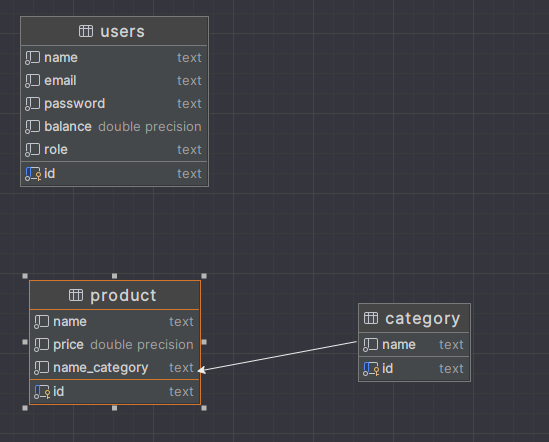 users
name text
email text
password text
balance double precision
role text
id text
product
name text
price double precision
name_category text
id text
category
name text
id text